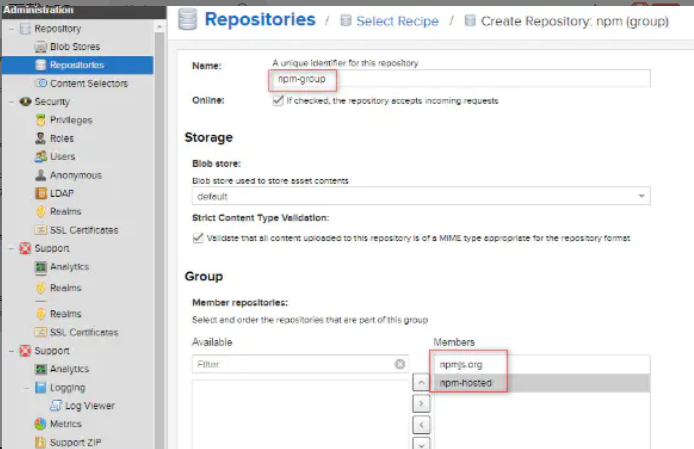 Administration
Repository
Blob Stores
Repositories
Content Selectors
Security
Privileges
Roles
Users
Anonymous
LDAP
Realms
SSL Certificates
Support
Analytics
Realms
Realms
SSL Certificates
Support
Analytics
Logging
Log Viewer
Metrics
Support ZIP
Repositories / Select Recipe / Create Repository: npm (group)
Name:
A unique identifier for this repository
npm-group
Online:
If checked, the repository accepts incoming requests
Storage
Blob store:
Blob store used to store asset contents
default
Strict Content Type Validation:
Validate that all content uploaded to this repository is of a MIME type appropriate for the repository format
Group
Member repositories:
Select and order the repositories that are part of this group
Available
Filter
Members
npmjs.org
npm-hosted